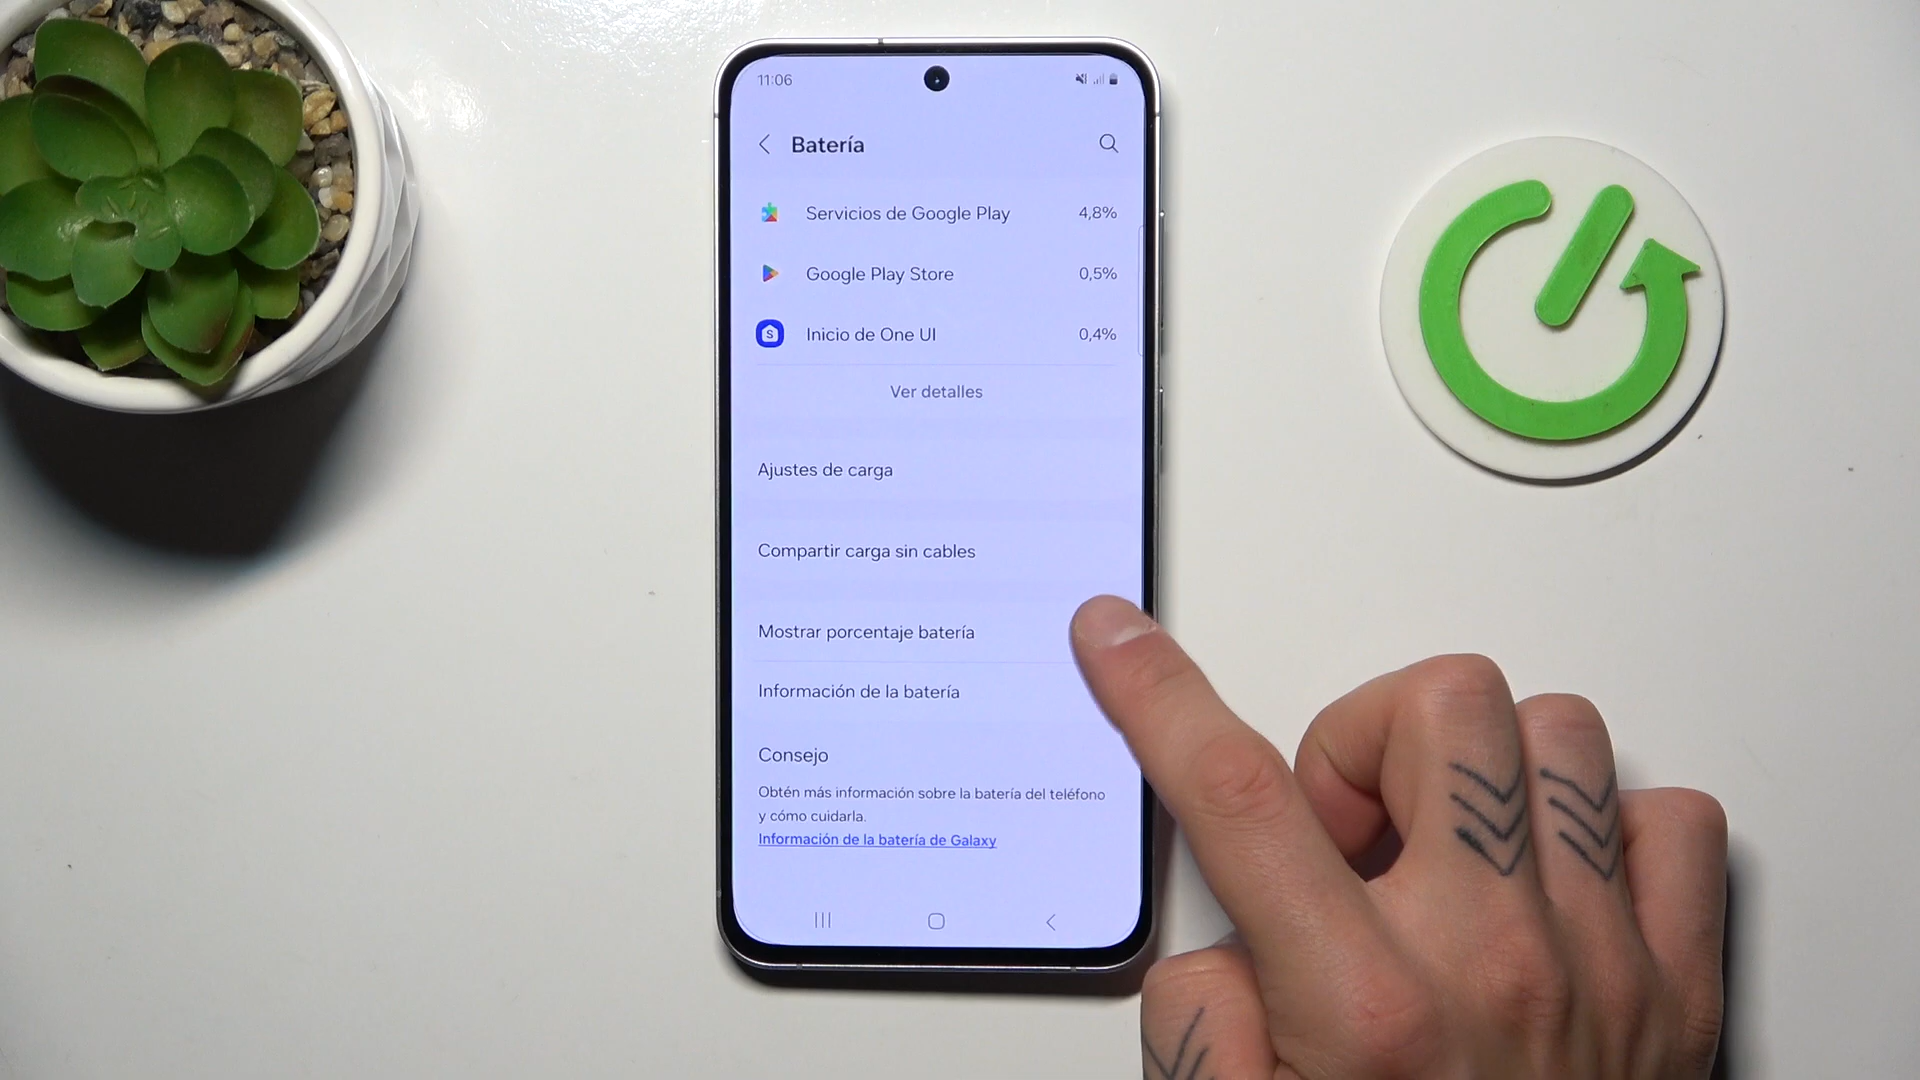 11:06
Batería
Servicios de Google Play 4,8%
Google Play Store 0,5%
S Inicio de One UI 0,4%
Ver detalles
Ajustes de carga
Compartir carga sin cables
Mostrar porcentaje batería
Información de la batería
Consejo
Obtén más información sobre la batería del teléfono
y cómo cuidarla.
Información de la batería de Galaxy